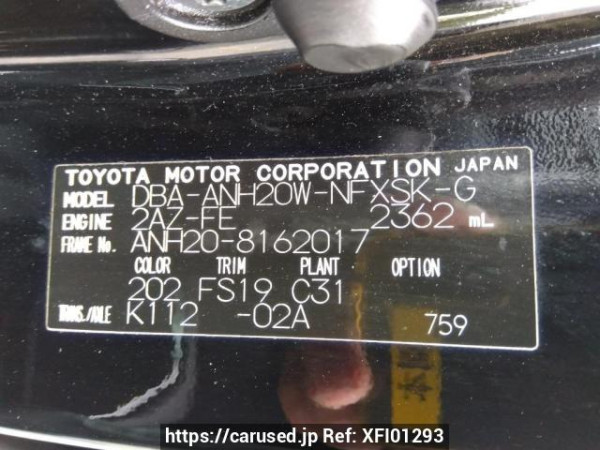 TOYOTA MOTOR CORPORATION JAPAN
MODEL DBA-ANH20W-NFXSK-G
ENGINE 2AZ-FE 2362 mL
FRAME No. ANH20-8162017
COLOR TRIM PLANT OPTION
202 FS19 C31
TRANS./AXLE K112 -02A 759
https://carused.jp Ref: XFI01293